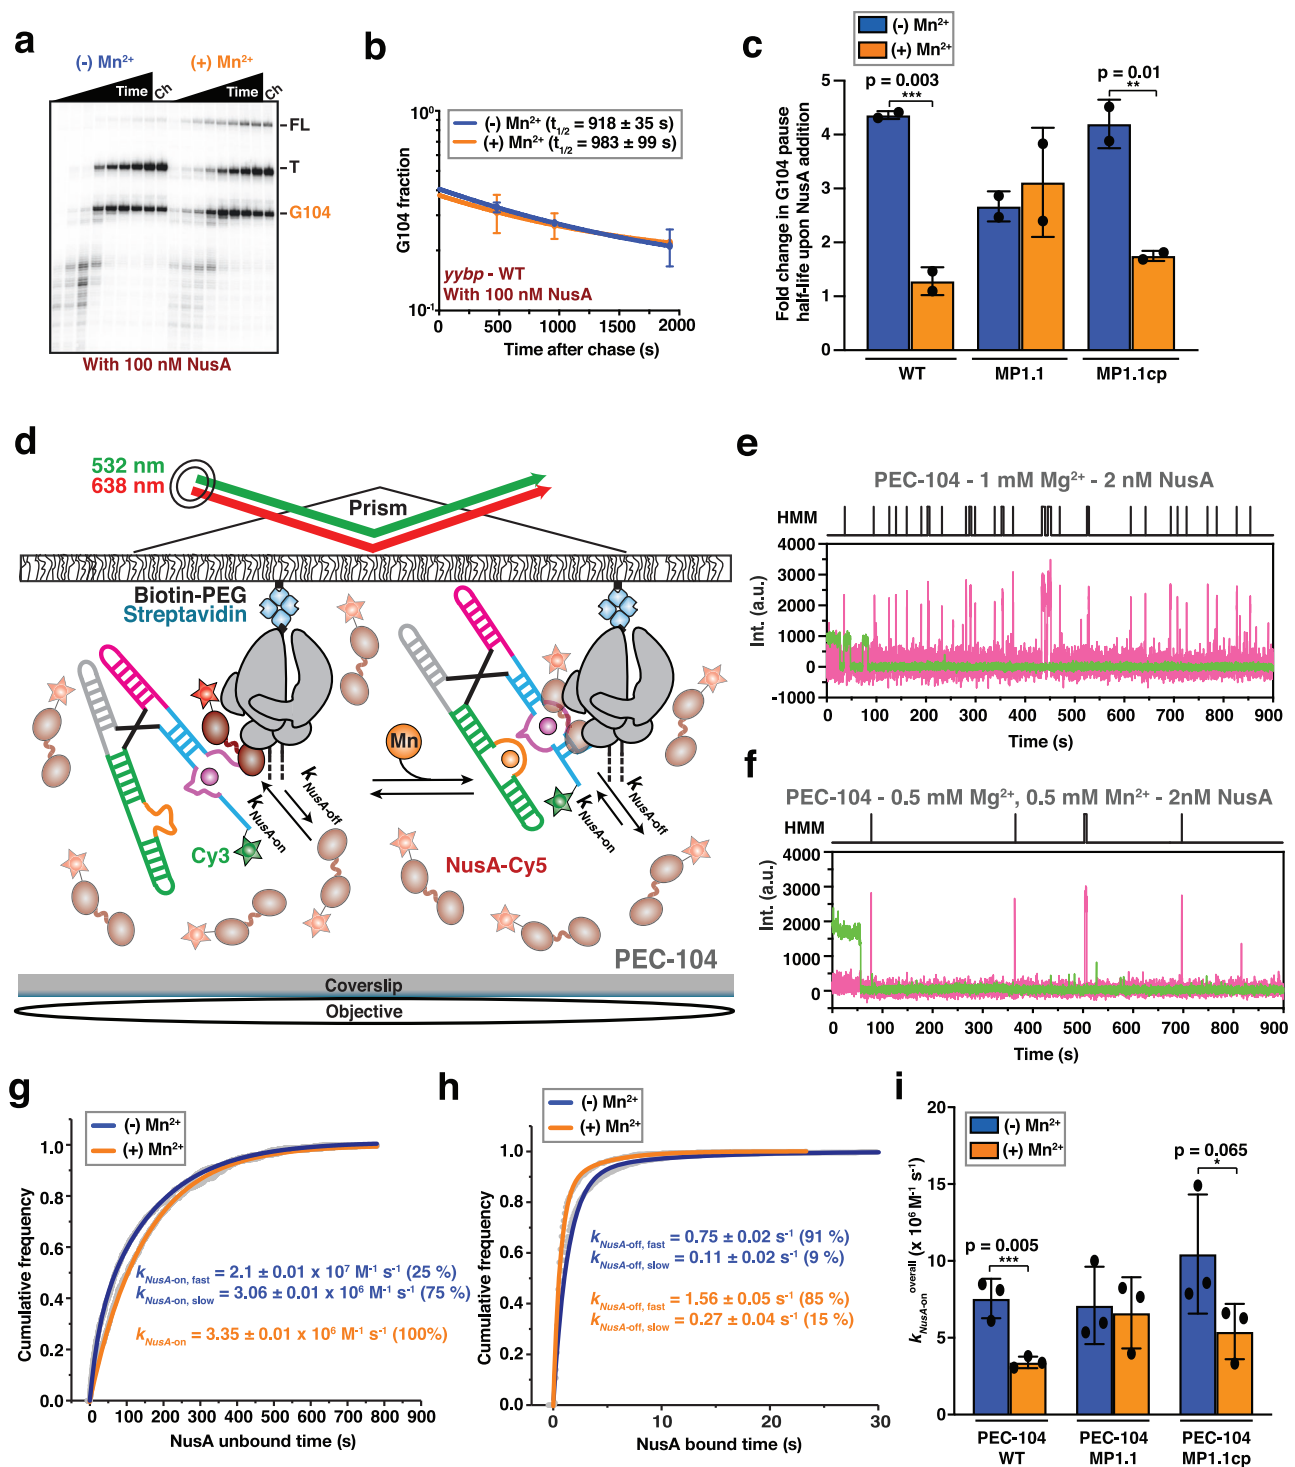 a
(-) Mn²⁺ (+) Mn²⁺
Time Ch Time Ch
FL
T
G104
With 100 nM NusA
b
10⁰
(-) Mn²⁺ (t1/2 = 918 ± 35 s)
(+) Mn²⁺ (t1/2 = 983 ± 99 s)
G104 fraction
yybp - WT
With 100 nM NusA
10⁻¹
0 500 1000 1500 2000
Time after chase (s)
c
(-) Mn²⁺
(+) Mn²⁺
p = 0.003
***
p = 0.01
**
Fold change in G104 pause
half-life upon NusA addition
5
4
3
2
1
0
WT MP1.1 MP1.1cp
d
532 nm
638 nm
Prism
Biotin-PEG
Streptavidin
Mn
kNusA-off
kNusA-on
kNusA-off
kNusA-on
Cy3
NusA-Cy5
PEC-104
Coverslip
Objective
e
PEC-104 - 1 mM Mg²⁺ - 2 nM NusA
HMM
4000
3000
2000
1000
0
-1000
Int. (a.u.)
0 100 200 300 400 500 600 700 800 900
Time (s)
f
PEC-104 - 0.5 mM Mg²⁺, 0.5 mM Mn²⁺ - 2nM NusA
HMM
4000
3000
2000
1000
0
Int. (a.u.)
0 100 200 300 400 500 600 700 800 900
Time (s)
g
(-) Mn²⁺
(+) Mn²⁺
1.0
0.8
0.6
0.4
0.2
0.0
Cumulative frequency
kNusA-on, fast = 2.1 ± 0.01 x 10⁷ M⁻¹ s⁻¹ (25 %)
kNusA-on, slow = 3.06 ± 0.01 x 10⁶ M⁻¹ s⁻¹ (75 %)
kNusA-on = 3.35 ± 0.01 x 10⁶ M⁻¹ s⁻¹ (100%)
0 100 200 300 400 500 600 700 800 900
NusA unbound time (s)
h
(-) Mn²⁺
(+) Mn²⁺
1.0
0.8
0.6
0.4
0.2
0.0
Cumulative frequency
kNusA-off, fast = 0.75 ± 0.02 s⁻¹ (91 %)
kNusA-off, slow = 0.11 ± 0.02 s⁻¹ (9 %)
kNusA-off, fast = 1.56 ± 0.05 s⁻¹ (85 %)
kNusA-off, slow = 0.27 ± 0.04 s⁻¹ (15 %)
0 10 20 30
NusA bound time (s)
i
(-) Mn²⁺
(+) Mn²⁺
p = 0.005
***
p = 0.065
*
kNusA-on overall (x 10⁶ M⁻¹ s⁻¹)
20
15
10
5
0
PEC-104 PEC-104 PEC-104
WT MP1.1 MP1.1cp